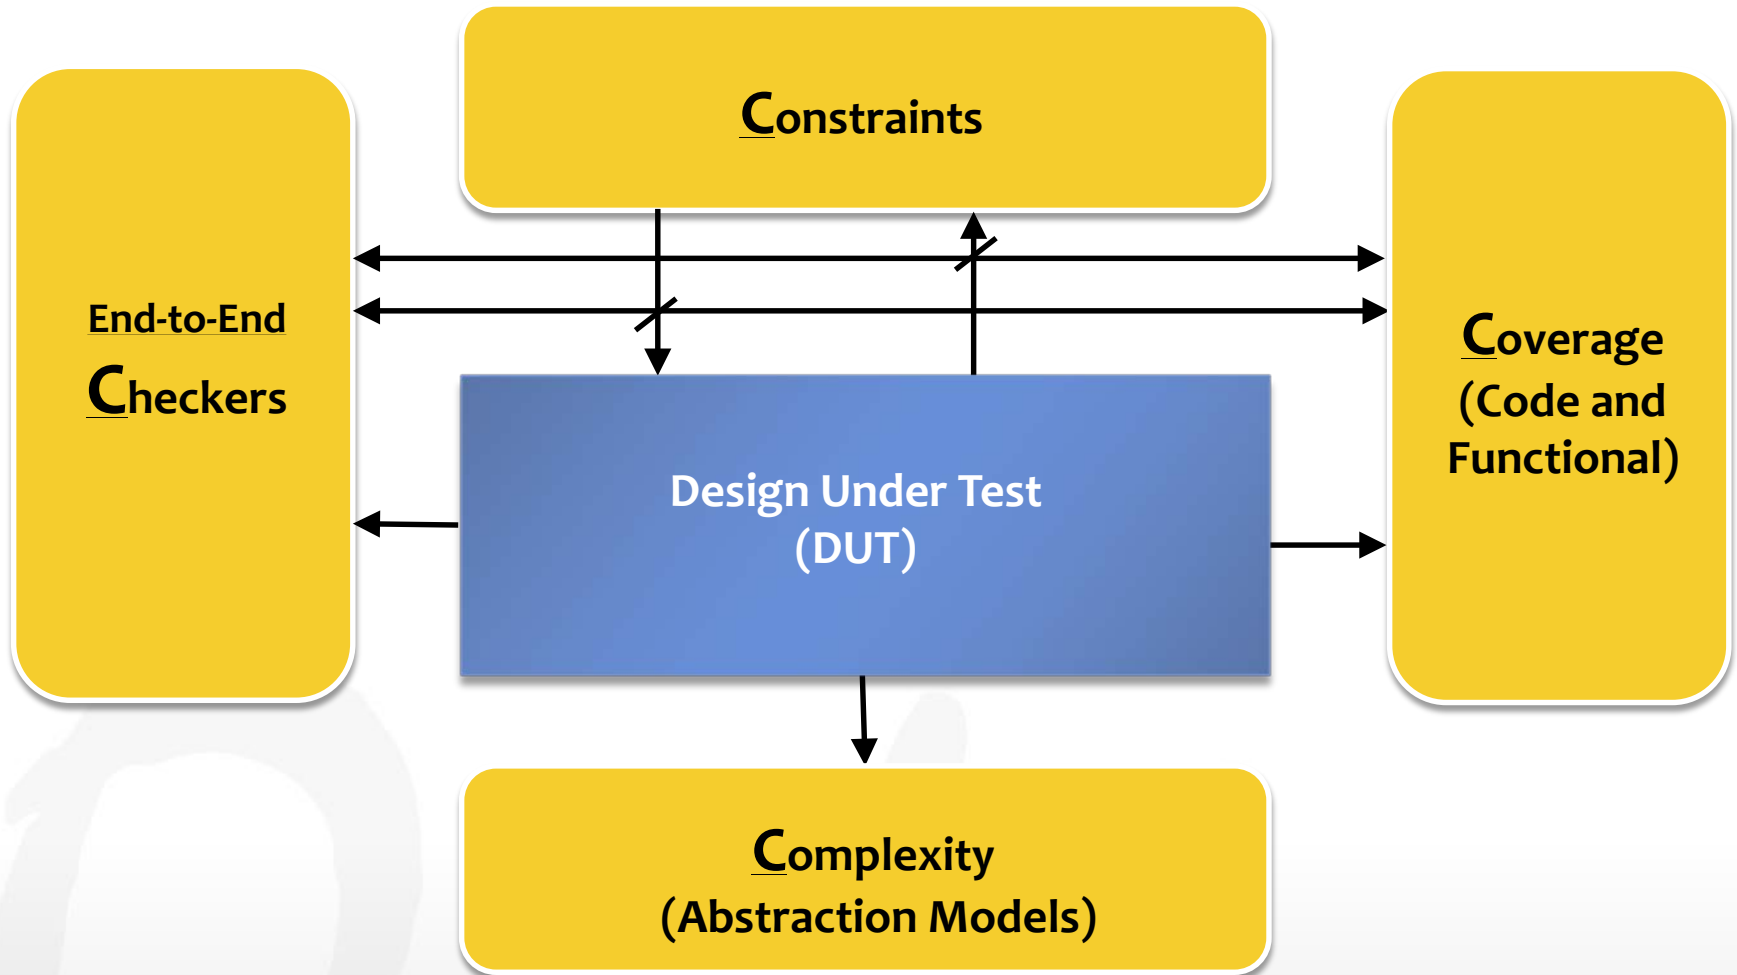 Constraints
End-to-End
Checkers
Coverage
(Code and
Functional)
Design Under Test
(DUT)
Complexity
(Abstraction Models)